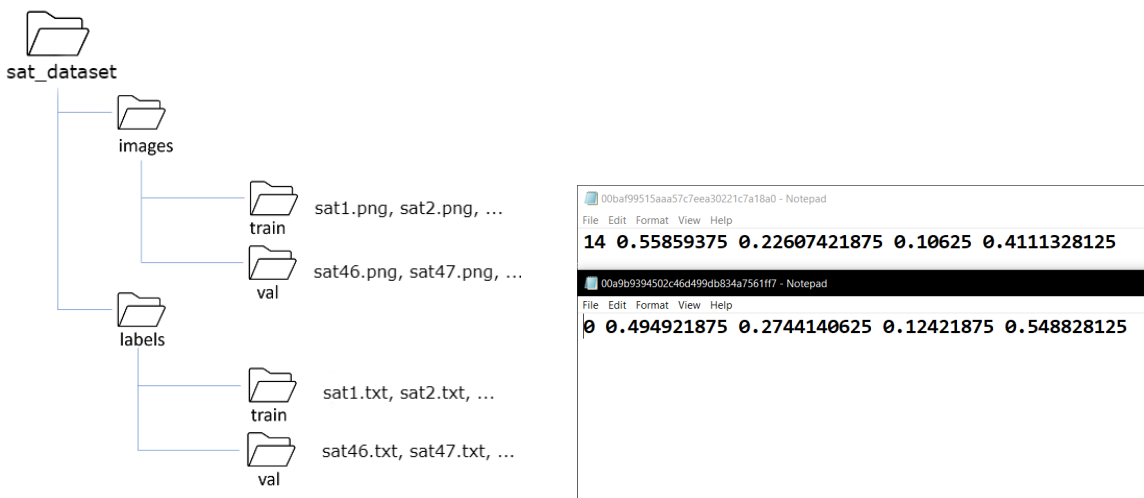 sat_dataset
images
train
sat1.png, sat2.png, ...
val
sat46.png, sat47.png, ...
labels
train
sat1.txt, sat2.txt, ...
val
sat46.txt, sat47.txt, ...
00baf99515aaa57c7eea30221c7a18a0 - Notepad
File Edit Format View Help
14 0.55859375 0.22607421875 0.10625 0.4111328125
00a9b9394502c46d499db834a7561ff7 - Notepad
File Edit Format View Help
0 0.494921875 0.2744140625 0.12421875 0.548828125